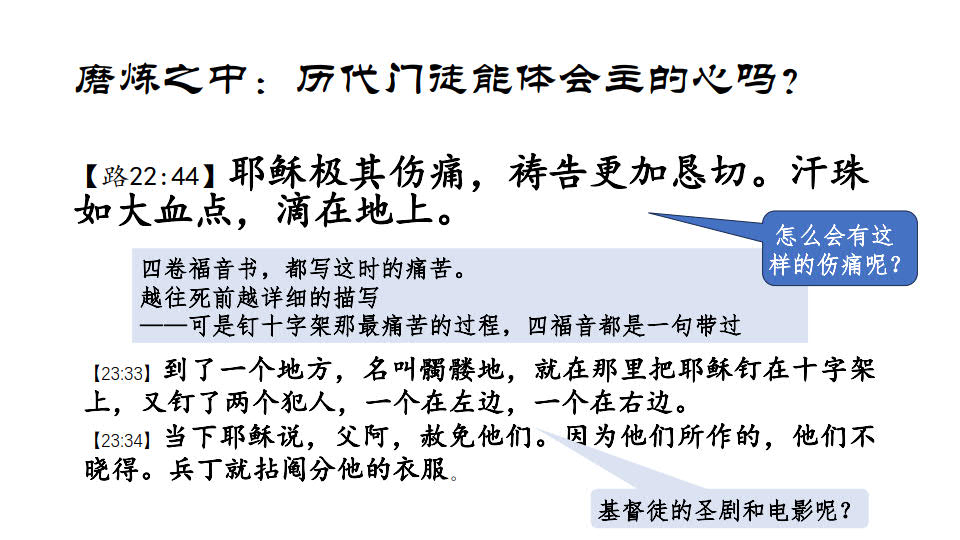 磨炼之中：历代门徒能体会主的心吗？
【路22:44】耶稣极其伤痛，祷告更加恳切。汗珠
如大血点，滴在地上。
怎么会有这
样的伤痛呢？
四卷福音书，都写这时的痛苦。
越往死前越详细的描写
——可是钉十字架那最痛苦的过程，四福音都是一句带过
【23:33】到了一个地方，名叫髑髅地，就在那里把耶稣钉在十字架
上，又钉了两个犯人，一个在左边，一个在右边。
【23:34】当下耶稣说，父阿，赦免他们。因为他们所作的，他们不
晓得。兵丁就拈阄分他的衣服。
基督徒的圣剧和电影呢？